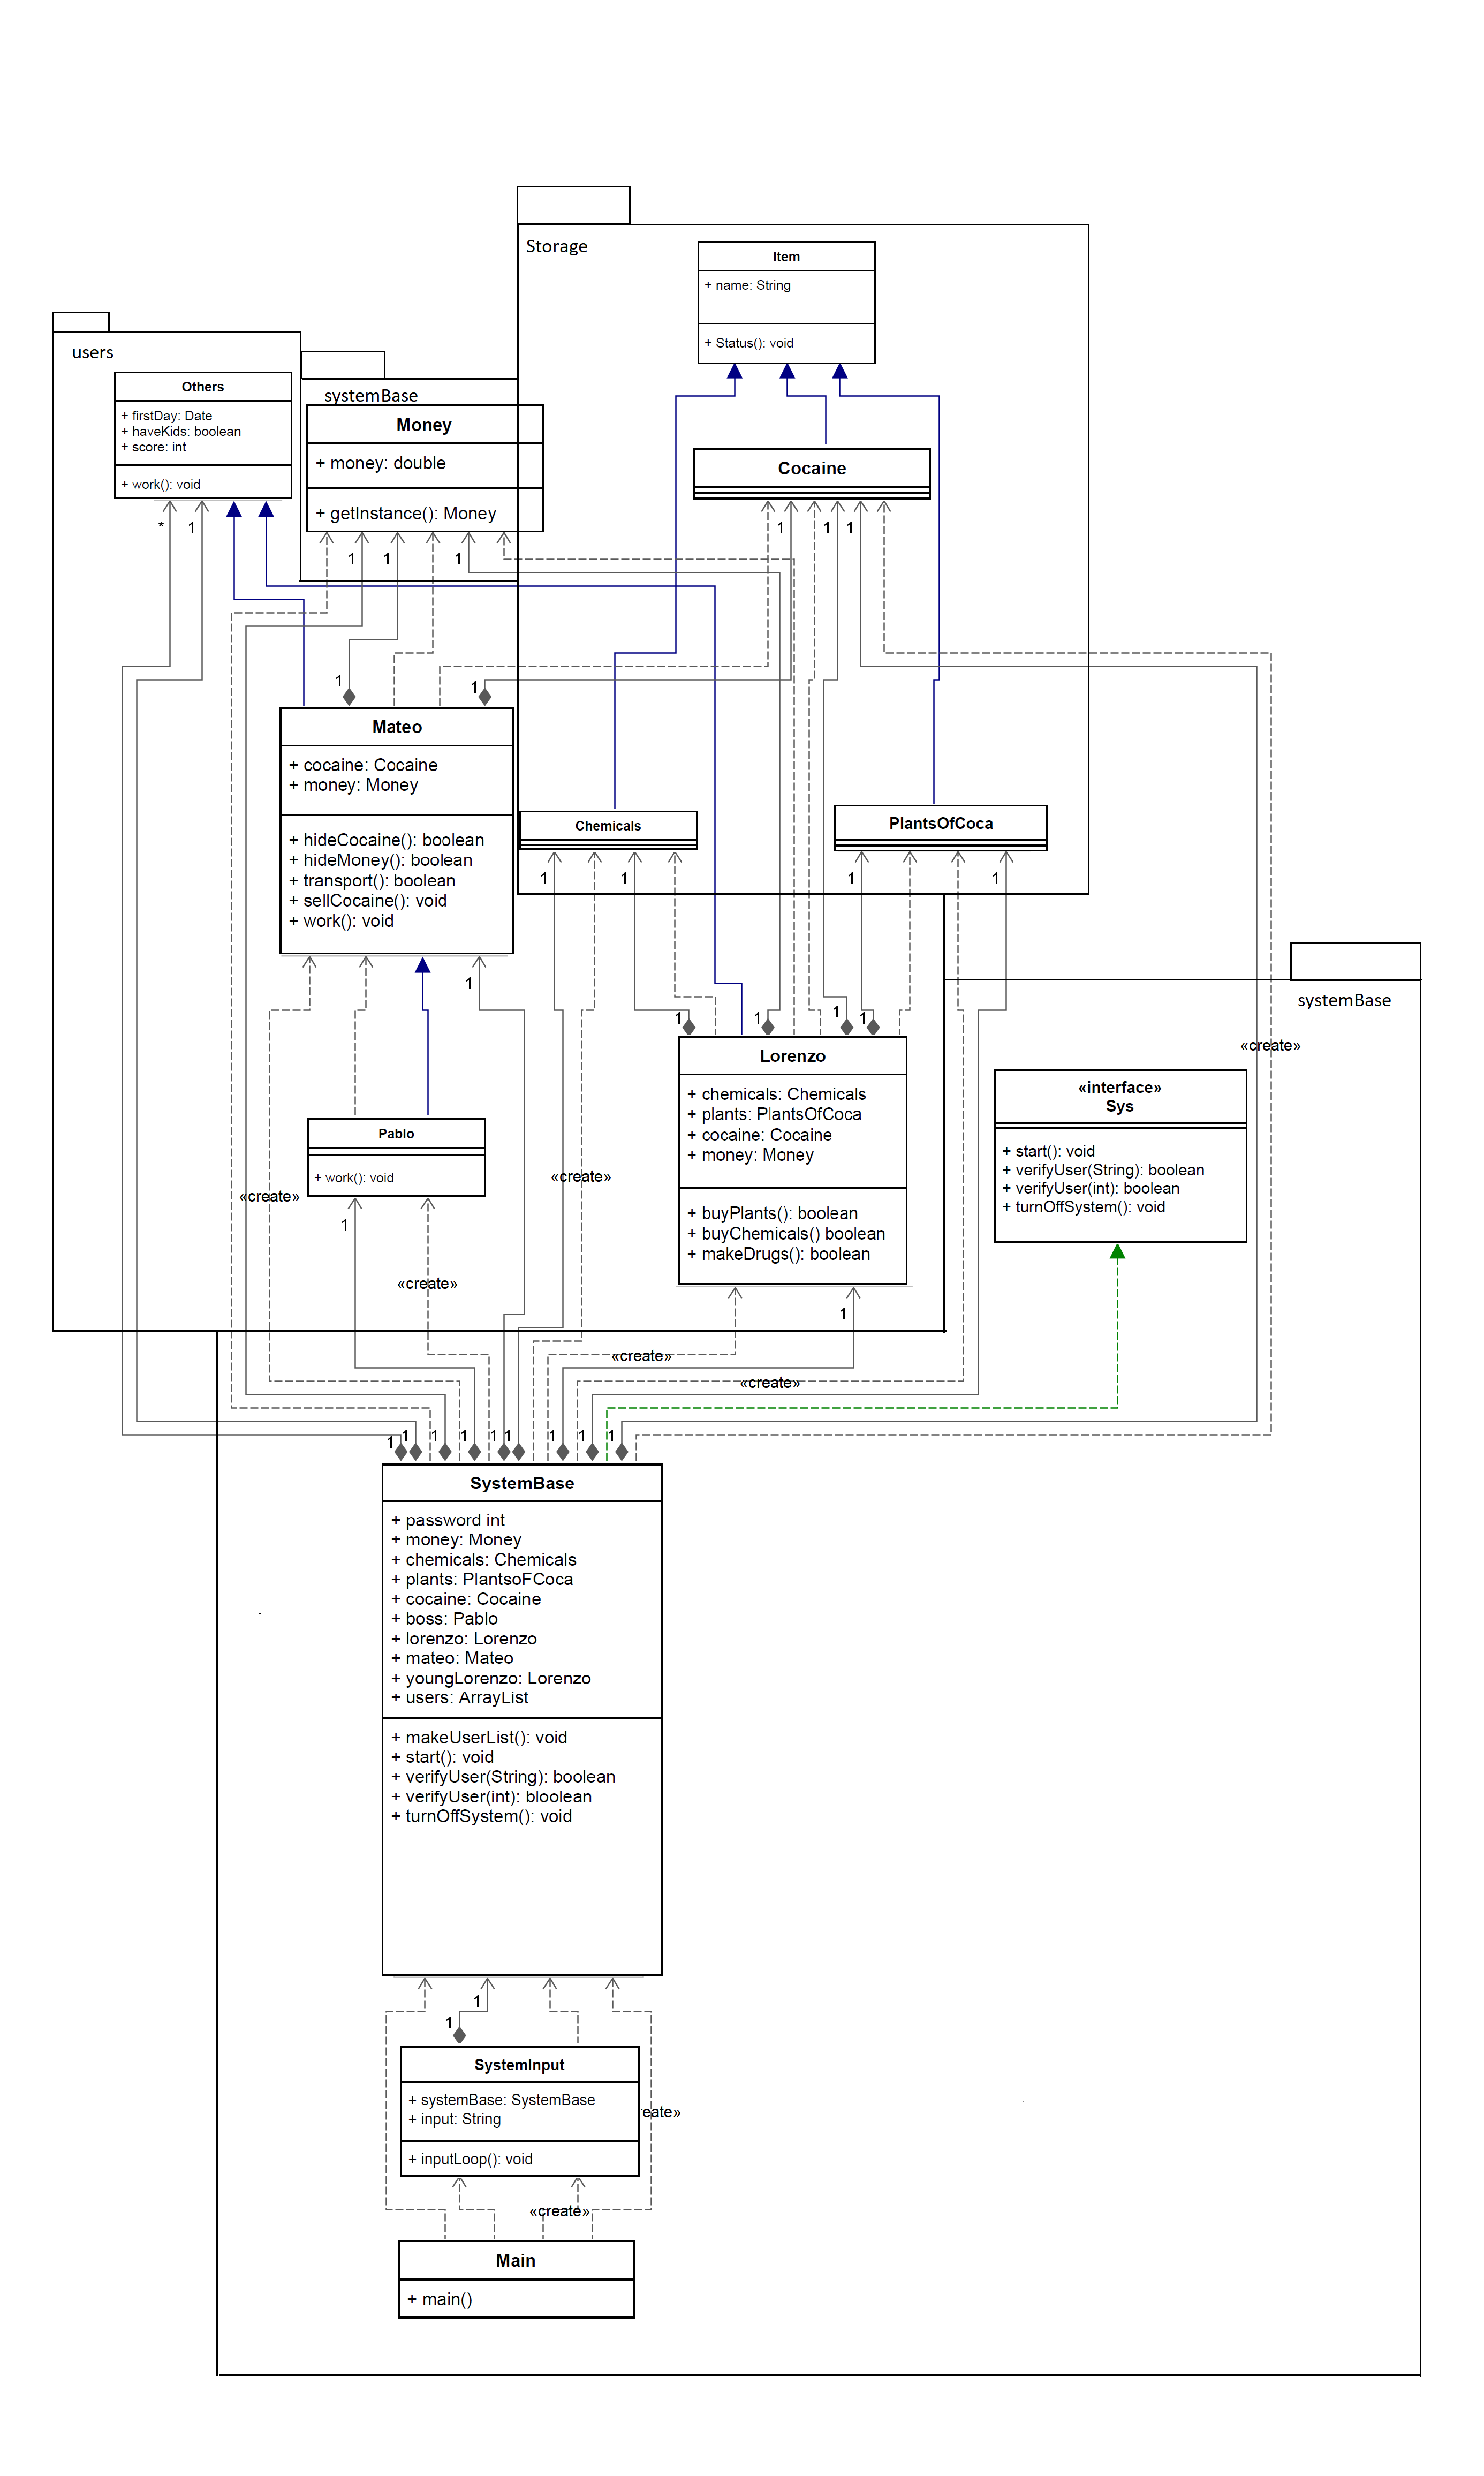 Storage
Item
+ name: String
+ Status(): void
users
Others
+ firstDay: Date
+ haveKids: boolean
+ score: int
+ work(): void
systemBase
Money
+ money: double
+ getInstance(): Money
Cocaine
*
1
1
1
1
1
1
1
1
1
Mateo
+ cocaine: Cocaine
+ money: Money
+ hideCocaine(): boolean
+ hideMoney(): boolean
+ transport(): boolean
+ sellCocaine(): void
+ work(): void
Chemicals
PlantsOfCoca
1
1
1
1
1
systemBase
1
1
1
1
«create»
Lorenzo
+ chemicals: Chemicals
+ plants: PlantsOfCoca
+ cocaine: Cocaine
+ money: Money
+ buyPlants(): boolean
+ buyChemicals() boolean
+ makeDrugs(): boolean
«interface»
Sys
+ start(): void
+ verifyUser(String): boolean
+ verifyUser(int): boolean
+ turnOffSystem(): void
Pablo
+ work(): void
«create»
«create»
1
«create»
1
«create»
«create»
1
1
1
1
1
1
1
1
1
SystemBase
+ password int
+ money: Money
+ chemicals: Chemicals
+ plants: PlantsoFCoca
+ cocaine: Cocaine
+ boss: Pablo
+ lorenzo: Lorenzo
+ mateo: Mateo
+ youngLorenzo: Lorenzo
+ users: ArrayList
+ makeUserList(): void
+ start(): void
+ verifyUser(String): boolean
+ verifyUser(int): bloolean
+ turnOffSystem(): void
1
1
SystemInput
+ systemBase: SystemBase
+ input: String
+ inputLoop(): void
eate»
«create»
Main
+ main()